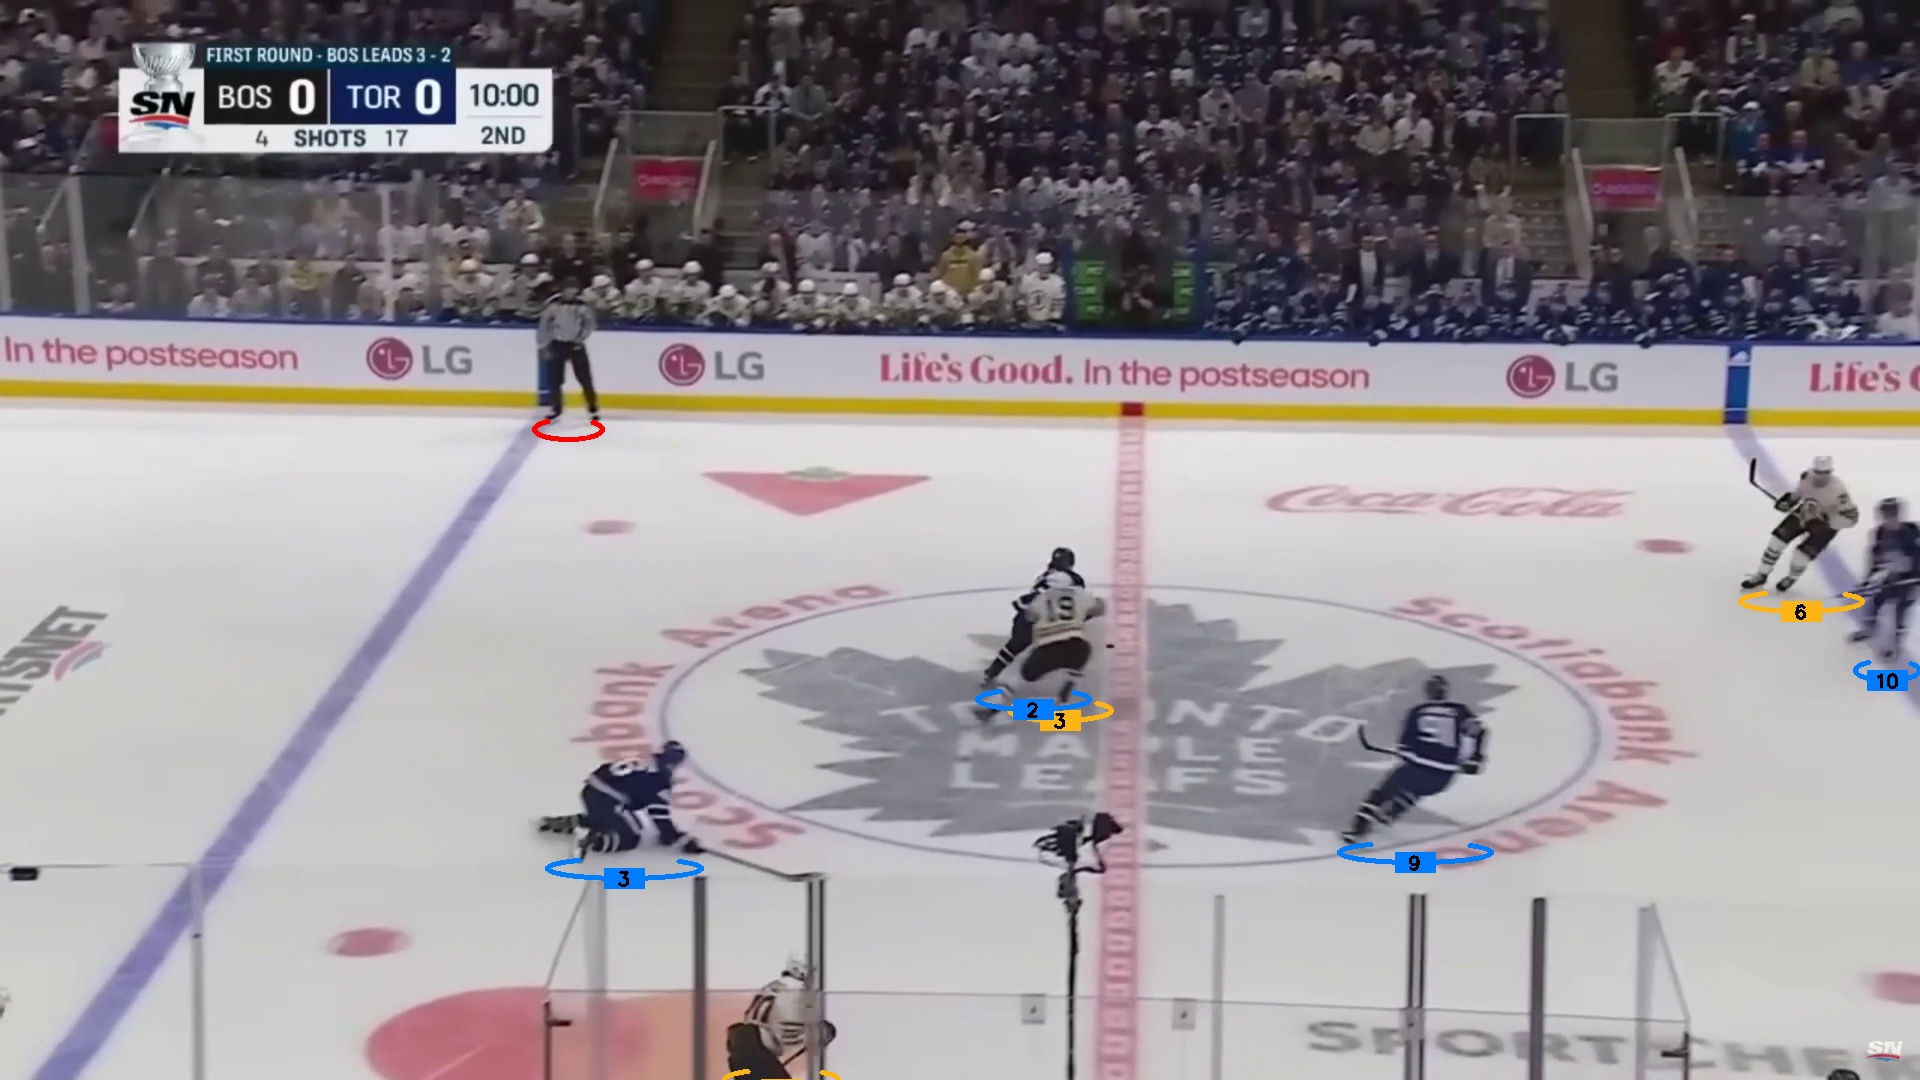 FIRST ROUND - BOS LEADS 3 - 2
SN BOS 0 TOR 0 10:00
4 SHOTS 17 2ND
In the postseason LG LG Life's Good. In the postseason LG Life's
Coca-Cola
Scotiabank Arena
Scotiabank Arena
19
TORONTO
MAPLE
LEAFS
6
10
2
3
3
9
SPORT CHE
SN